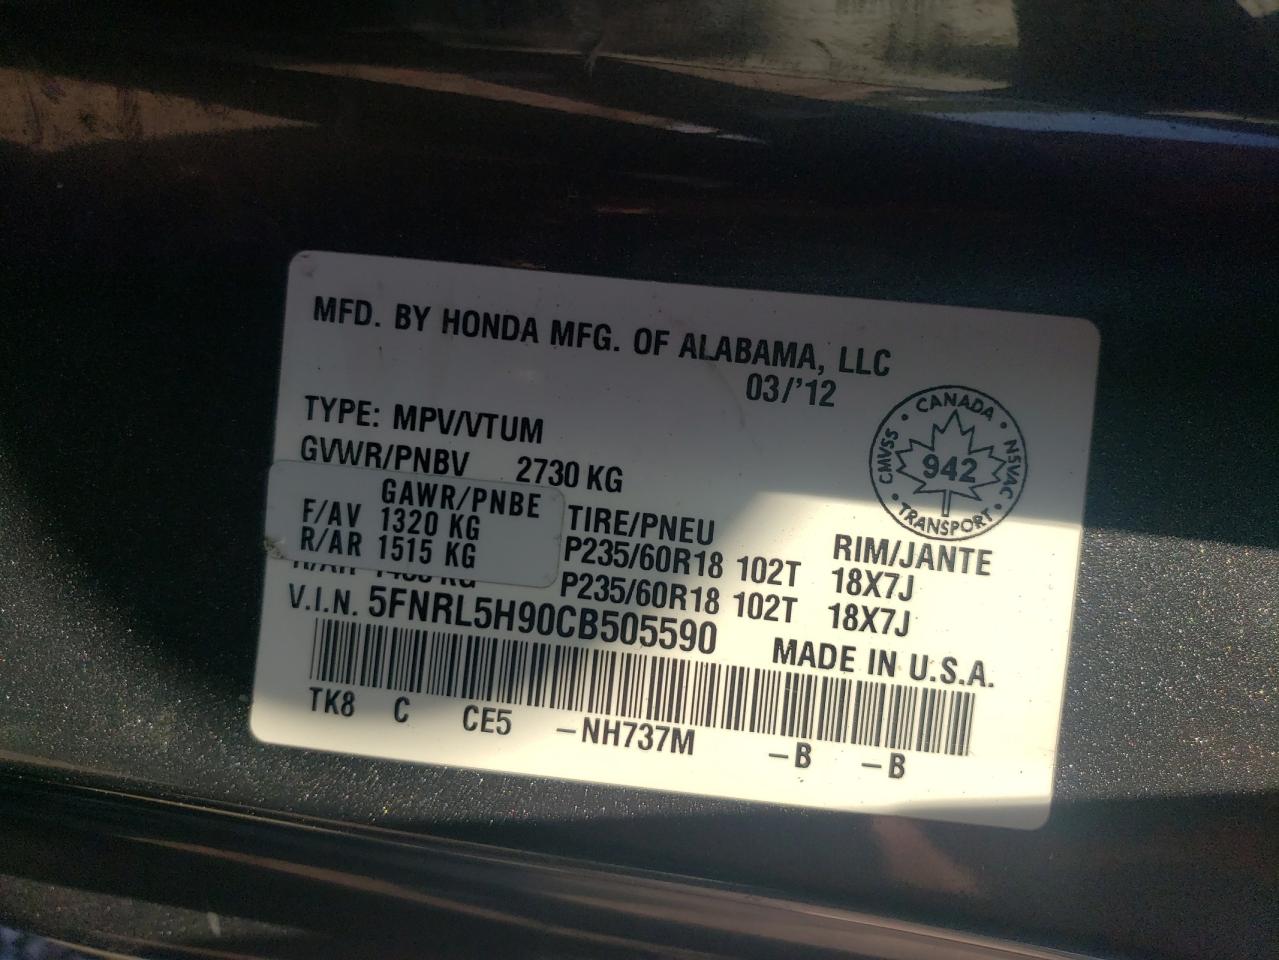 MFD. BY HONDA MFG. OF ALABAMA, LLC
03/'12
TYPE: MPV/VTUM
GVWR/PNBV 2730 KG
GAWR/PNBE
F/AV 1320 KG
R/AR 1515 KG
TIRE/PNEU RIM/JANTE
P235/60R18 102T 18X7J
P235/60R18 102T 18X7J
V.I.N. 5FNRL5H90CB505590
MADE IN U.S.A.
TK8 C CE5 –NH737M –B –B
CANADA
CMVSS
NSVAC
942
TRANSPORT